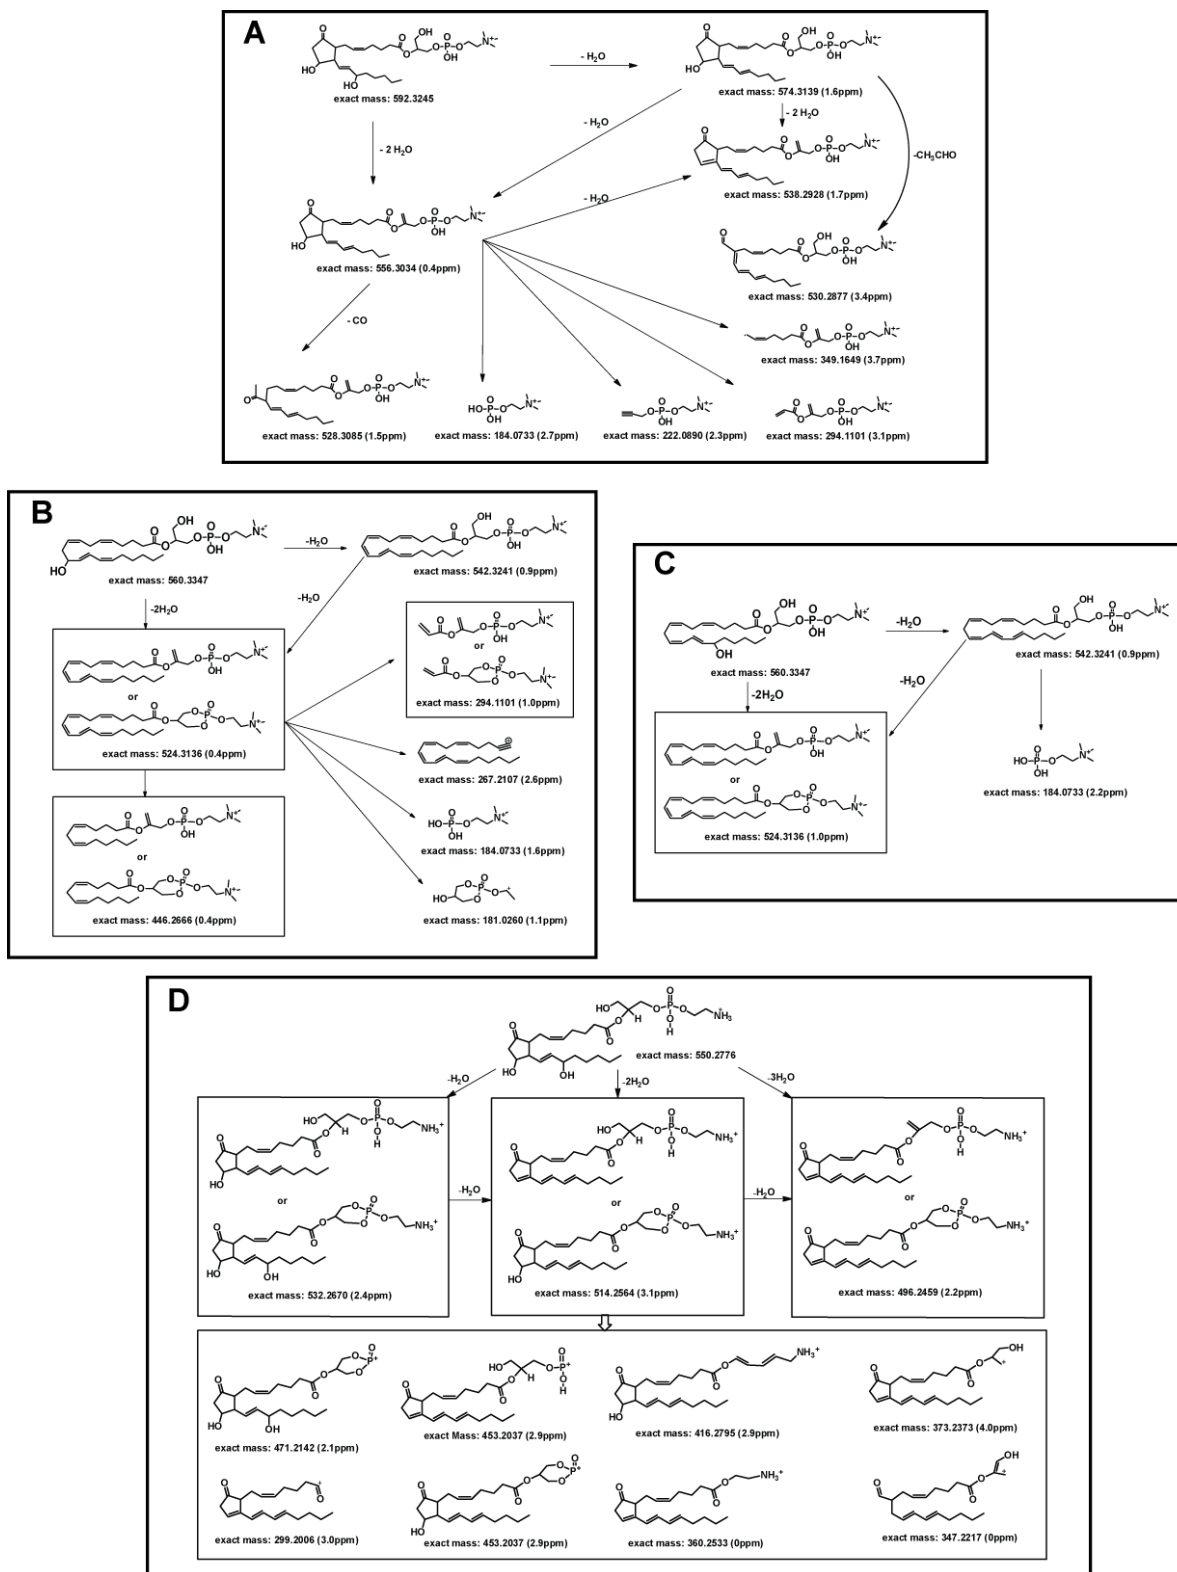 A
- H₂O
exact mass: 592.3245
exact mass: 574.3139 (1.6ppm)
- 2 H₂O
- H₂O
- 2 H₂O
-CH₃CHO
exact mass: 538.2928 (1.7ppm)
- H₂O
exact mass: 556.3034 (0.4ppm)
exact mass: 530.2877 (3.4ppm)
- CO
exact mass: 349.1649 (3.7ppm)
exact mass: 528.3085 (1.5ppm)
exact mass: 184.0733 (2.7ppm)
exact mass: 222.0890 (2.3ppm)
exact mass: 294.1101 (3.1ppm)
B
-H₂O
exact mass: 560.3347
exact mass: 542.3241 (0.9ppm)
-2H₂O
-H₂O
or
exact mass: 524.3136 (0.4ppm)
or
exact mass: 294.1101 (1.0ppm)
exact mass: 267.2107 (2.6ppm)
exact mass: 184.0733 (1.6ppm)
or
exact mass: 446.2666 (0.4ppm)
exact mass: 181.0260 (1.1ppm)
C
-H₂O
exact mass: 560.3347
exact mass: 542.3241 (0.9ppm)
-2H₂O
-H₂O
or
exact mass: 524.3136 (1.0ppm)
exact mass: 184.0733 (2.2ppm)
D
exact mass: 550.2776
-H₂O
-2H₂O
-3H₂O
or
exact mass: 532.2670 (2.4ppm)
-H₂O
or
exact mass: 514.2564 (3.1ppm)
-H₂O
or
exact mass: 496.2459 (2.2ppm)
exact mass: 471.2142 (2.1ppm)
exact Mass: 453.2037 (2.9ppm)
exact mass: 416.2795 (2.9ppm)
exact mass: 373.2373 (4.0ppm)
exact mass: 299.2006 (3.0ppm)
exact mass: 453.2037 (2.9ppm)
exact mass: 360.2533 (0ppm)
exact mass: 347.2217 (0ppm)